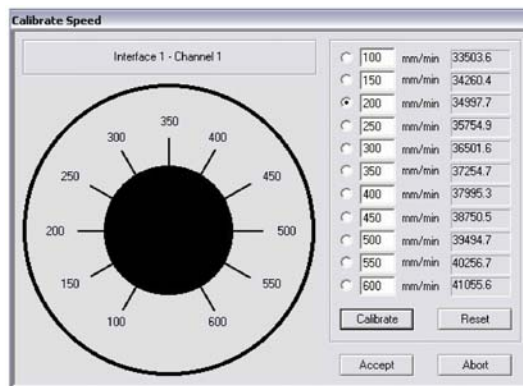 Calibrate Speed
Interface 1 - Channel 1
350
300 400
250 450
200 500
150 550
100 600
100 mm/min 33503.6
150 mm/min 34260.4
200 mm/min 34997.7
250 mm/min 35754.9
300 mm/min 36501.6
350 mm/min 37254.7
400 mm/min 37995.3
450 mm/min 38750.5
500 mm/min 39494.7
550 mm/min 40256.7
600 mm/min 41055.6
Calibrate Reset
Accept Abort